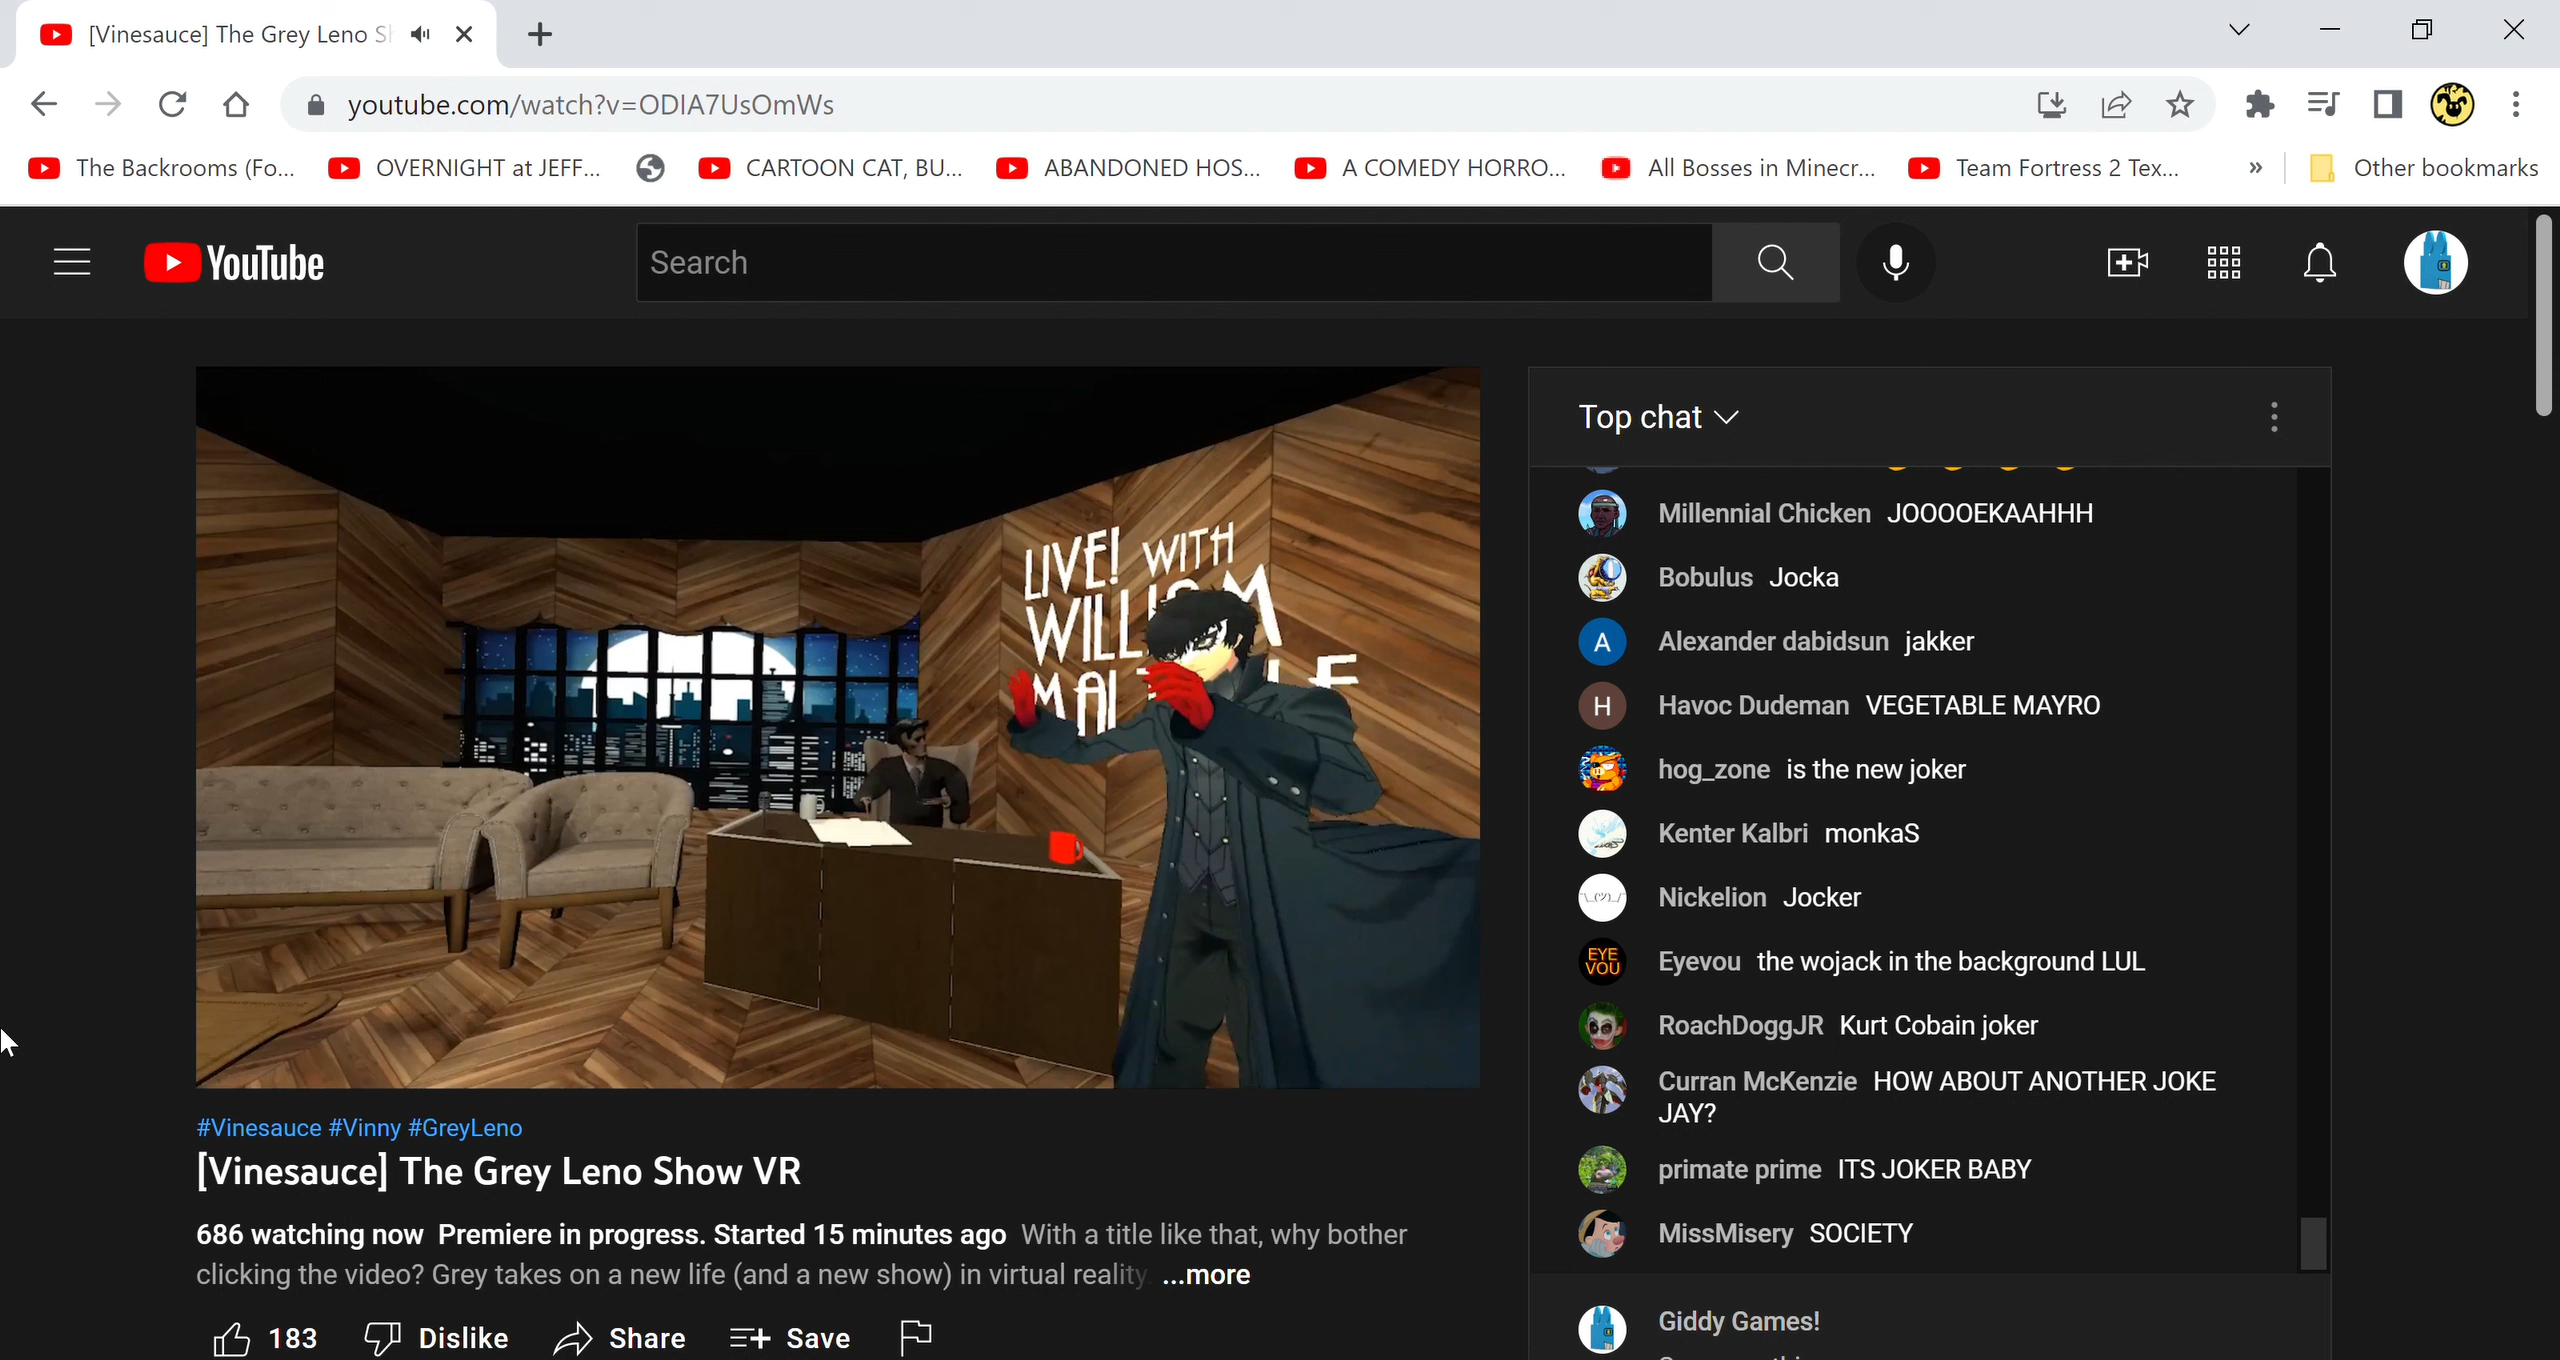 [Vinesauce] The Grey Leno S
youtube.com/watch?v=ODIA7UsOmWs
The Backrooms (Fo...
OVERNIGHT at JEFF...
CARTOON CAT, BU...
ABANDONED HOS...
A COMEDY HORRO...
All Bosses in Minecr...
Team Fortress 2 Tex...
»
Other bookmarks
YouTube
Search
LIVE! WITH
Top chat
Millennial Chicken JOOOOEKAAHHH
Bobulus Jocka
A Alexander dabidsun jakker
H Havoc Dudeman VEGETABLE MAYRO
hog_zone is the new joker
Kenter Kalbri monkaS
¯\_(ツ)_/¯ Nickelion Jocker
EYE
VOU
Eyevou the wojack in the background LUL
RoachDoggJR Kurt Cobain joker
Curran McKenzie HOW ABOUT ANOTHER JOKE
JAY?
primate prime ITS JOKER BABY
MissMisery SOCIETY
Giddy Games!
#Vinesauce #Vinny #GreyLeno
[Vinesauce] The Grey Leno Show VR
686 watching now Premiere in progress. Started 15 minutes ago With a title like that, why bother
clicking the video? Grey takes on a new life (and a new show) in virtual reality. ...more
183
Dislike
Share
Save